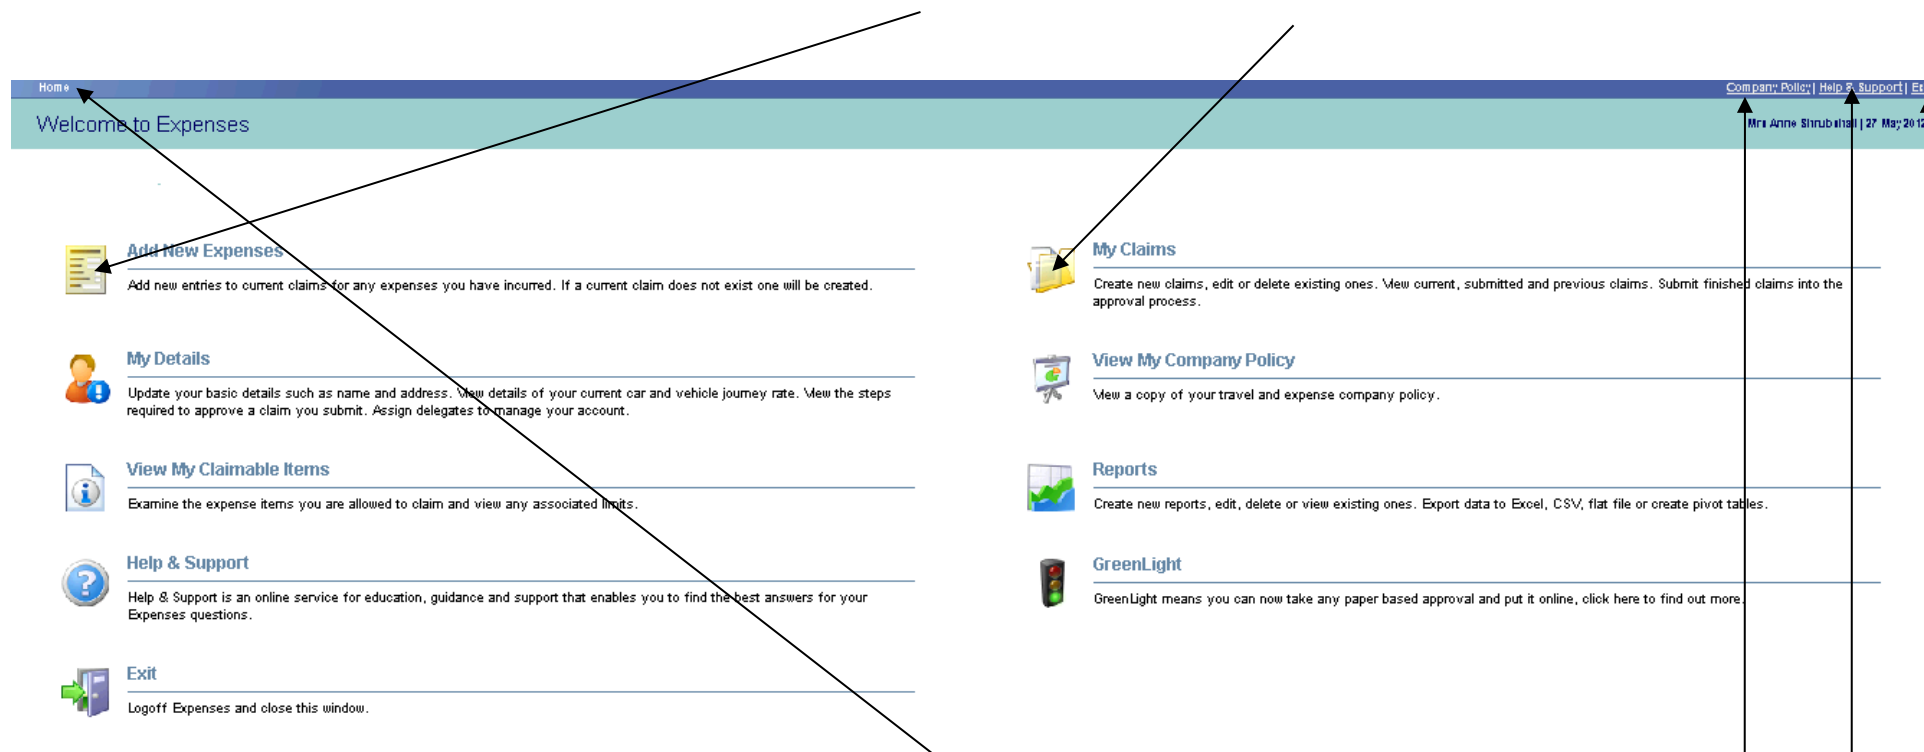 Home
Company Policy | Help & Support |
Welcome to Expenses
Mrs Anne | 27 May 2012
Add New Expenses
Add new entries to current claims for any expenses you have incurred. If a current claim does not exist one will be created.
My Claims
Create new claims, edit or delete existing ones. View current, submitted and previous claims. Submit finished claims into the
approval process.
My Details
Update your basic details such as name and address. View details of your current car and vehicle journey rate. View the steps
required to approve a claim you submit. Assign delegates to manage your account.
View My Company Policy
View a copy of your travel and expense company policy.
View My Claimable Items
Examine the expense items you are allowed to claim and view any associated limits.
Reports
Create new reports, edit, delete or view existing ones. Export data to Excel, CSV, flat file or create pivot tables.
Help & Support
Help & Support is an online service for education, guidance and support that enables you to find the best answers for your
Expenses questions.
GreenLight
GreenLight means you can now take any paper based approval and put it online, click here to find out more.
Exit
Logoff Expenses and close this window.